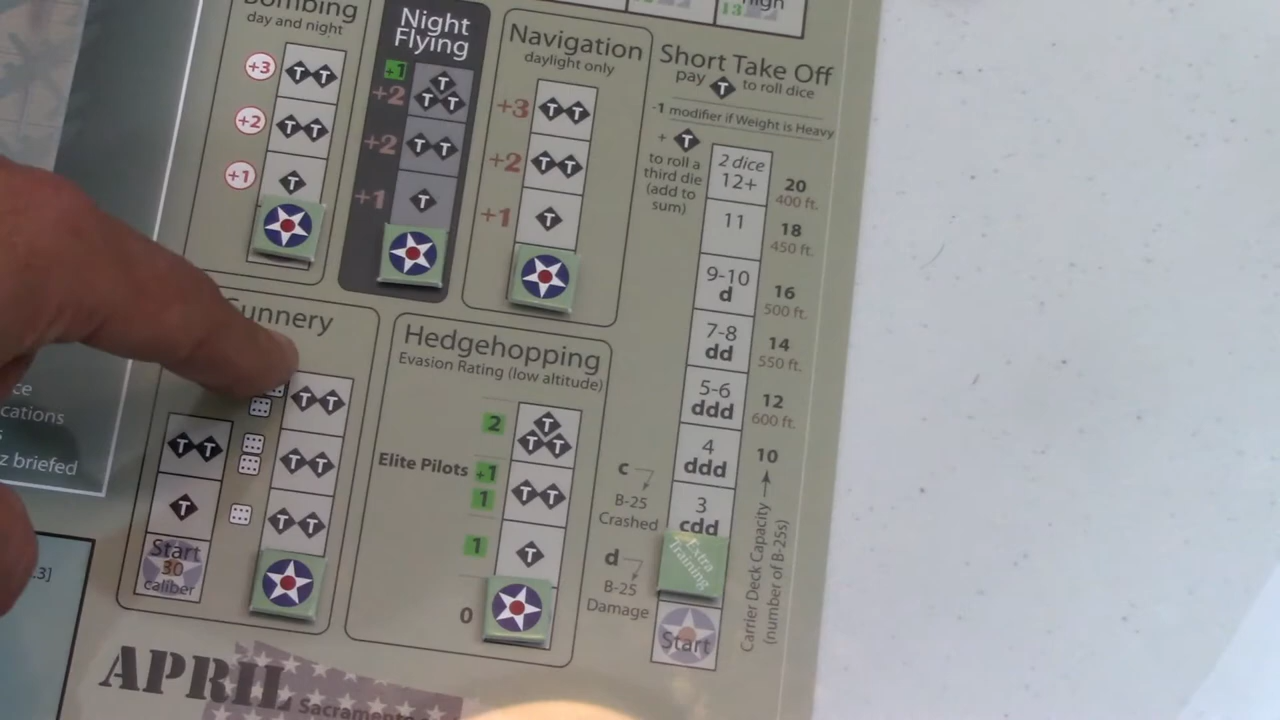 Bombing
day and night
+3
T T
+2
T T
+1
T
Night
Flying
+1
+2
T
T T
+2
T T
+1
T
Navigation
daylight only
+3
T T
+2
T T
+1
T
13
High
Short Take Off
pay T to roll dice
-1 modifier if Weight is Heavy
+ T
to roll a
third die
(add to
sum)
2 dice
12+
20
400 ft.
11
18
450 ft.
9-10
d
16
500 ft.
7-8
dd
14
550 ft.
5-6
ddd
12
600 ft.
4
ddd
10
3
cdd
Extra
Training
Start
c
B-25
Crashed
d
B-25
Damage
Carrier Deck Capacity
(number of B-25s)
Gunnery
T T
T
Start
30
caliber
T T
T T
T T
Hedgehopping
Evasion Rating (low altitude)
2
T
T T
Elite Pilots +1
1
T T
1
T
0
ce
cations
s
z briefed
.3]
APRIL
Sacramento